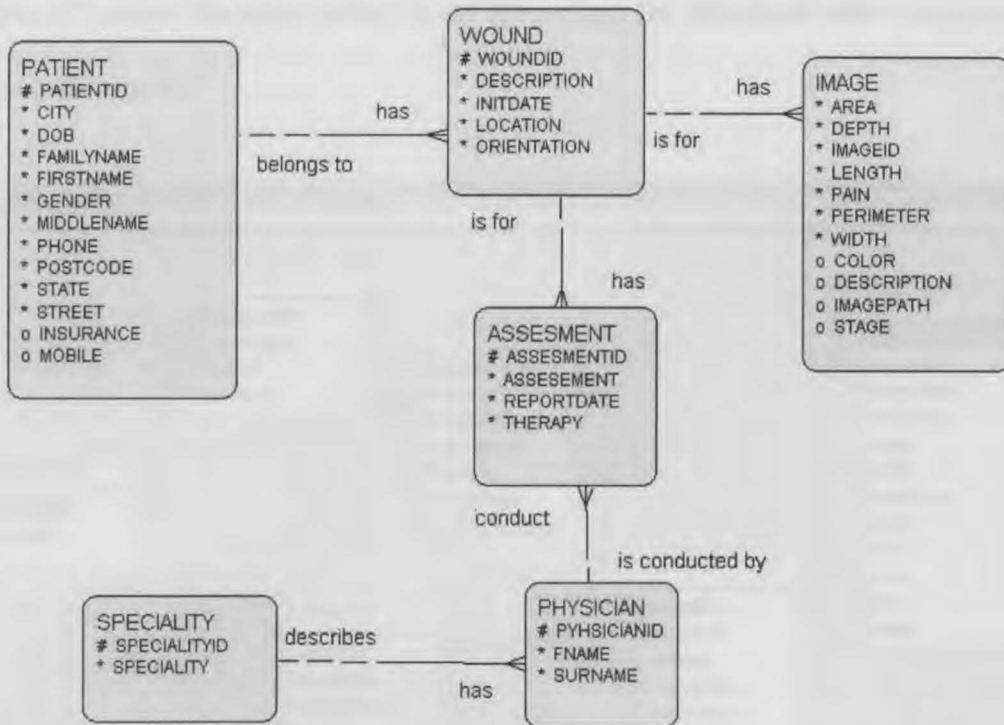 PATIENT
# PATIENTID
* CITY
* DOB
* FAMILYNAME
* FIRSTNAME
* GENDER
* MIDDLENAME
* PHONE
* POSTCODE
* STATE
* STREET
o INSURANCE
o MOBILE
has
belongs to
WOUND
# WOUNDID
* DESCRIPTION
* INITDATE
* LOCATION
* ORIENTATION
has
is for
IMAGE
* AREA
* DEPTH
* IMAGEID
* LENGTH
* PAIN
* PERIMETER
* WIDTH
o COLOR
o DESCRIPTION
o IMAGEPATH
o STAGE
is for
has
ASSESMENT
# ASSESMENTID
* ASSESEMENT
* REPORTDATE
* THERAPY
conduct
is conducted by
SPECIALITY
# SPECIALITYID
* SPECIALITY
describes
has
PHYSICIAN
# PYHSICIANID
* FNAME
* SURNAME